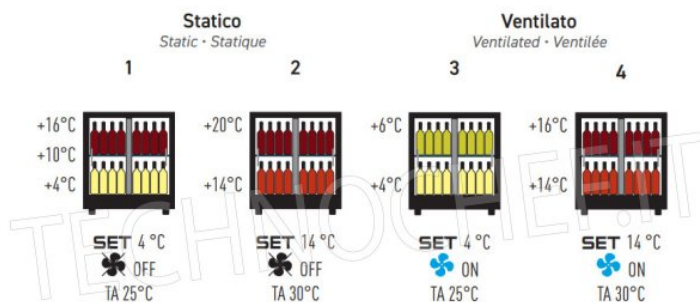 Statico
Static · Statique
Ventilato
Ventilated · Ventilée
1
2
3
4
+16°C
+10°C
+4°C
+20°C
+14°C
+6°C
+4°C
+16°C
+14°C
SET 4 °C
OFF
TA 25°C
SET 14 °C
OFF
TA 30°C
SET 4 °C
ON
TA 25°C
SET 14 °C
ON
TA 30°C
TECHNOCHEF.IT